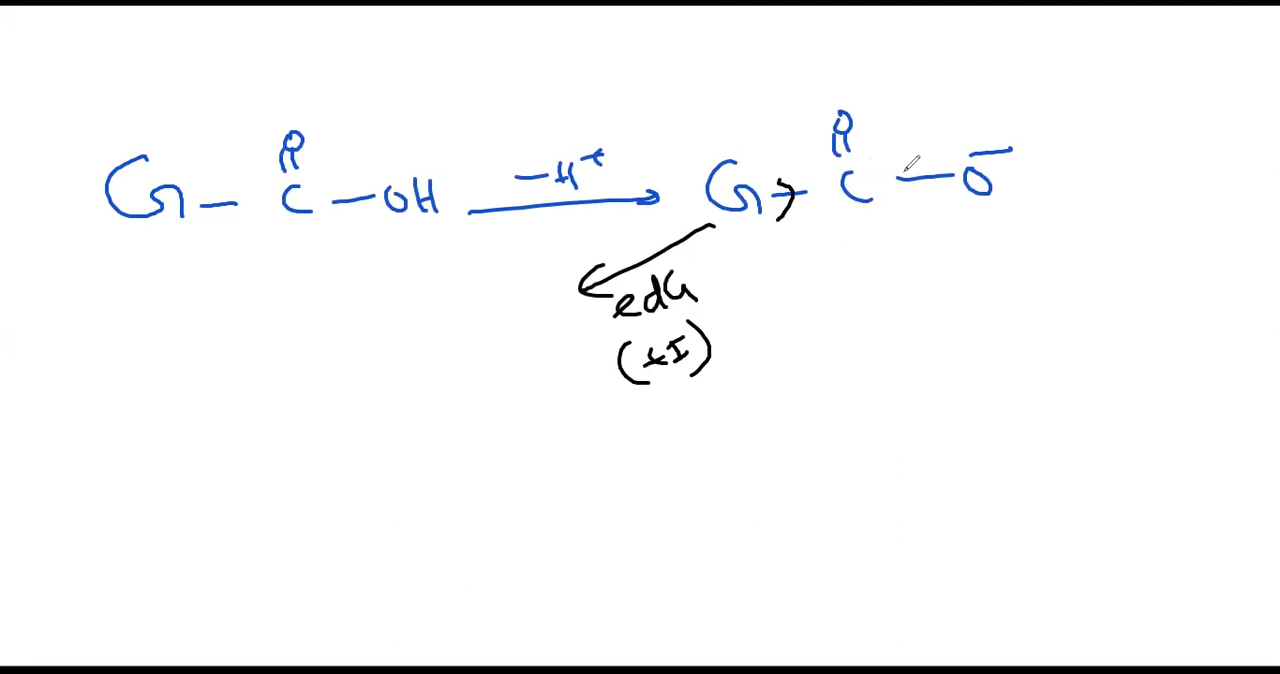 O O
G – C – OH –H⁺ → G – C – O⁻
edG
(+I)